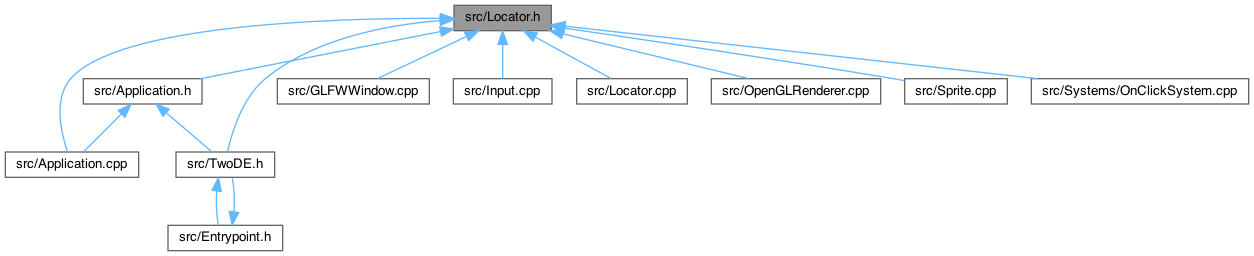 src/Locator.h
src/Application.h
src/GLFWWindow.cpp
src/Input.cpp
src/Locator.cpp
src/OpenGLRenderer.cpp
src/Sprite.cpp
src/Systems/OnClickSystem.cpp
src/Application.cpp
src/TwoDE.h
src/Entrypoint.h